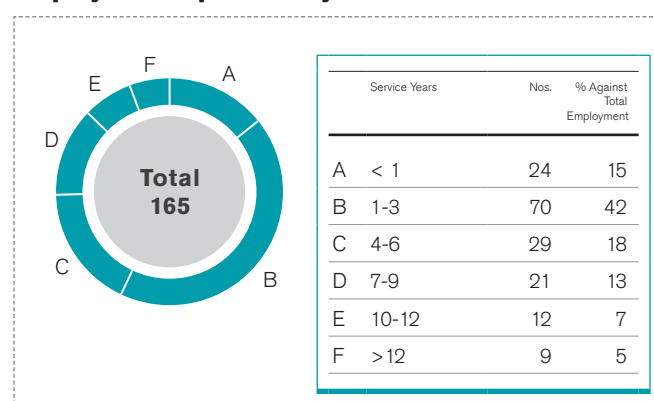 F
A
E
D
Total
165
C
B
Service Years Nos. % Against
Total
Employment
A < 1 24 15
B 1-3 70 42
C 4-6 29 18
D 7-9 21 13
E 10-12 12 7
F >12 9 5